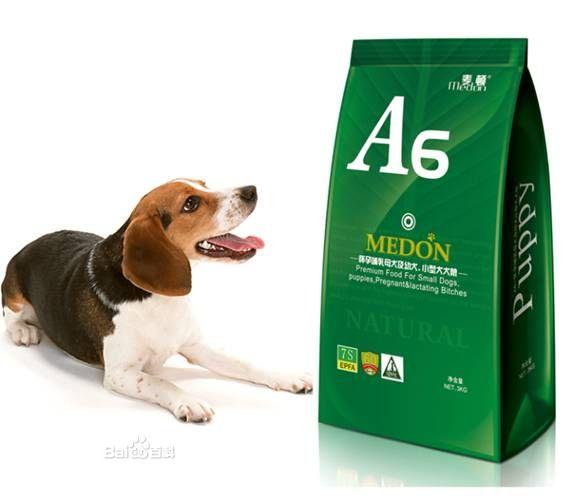 麦顿®
Medon
A6
MEDON
怀孕哺乳母犬及幼犬、小型犬犬粮
Premium Food For Small Dogs,
puppies,Pregnant&lactating Bitches
NATURAL
7S
EPFA
净含量
NET. 3KG
Puppy
Baidu百科